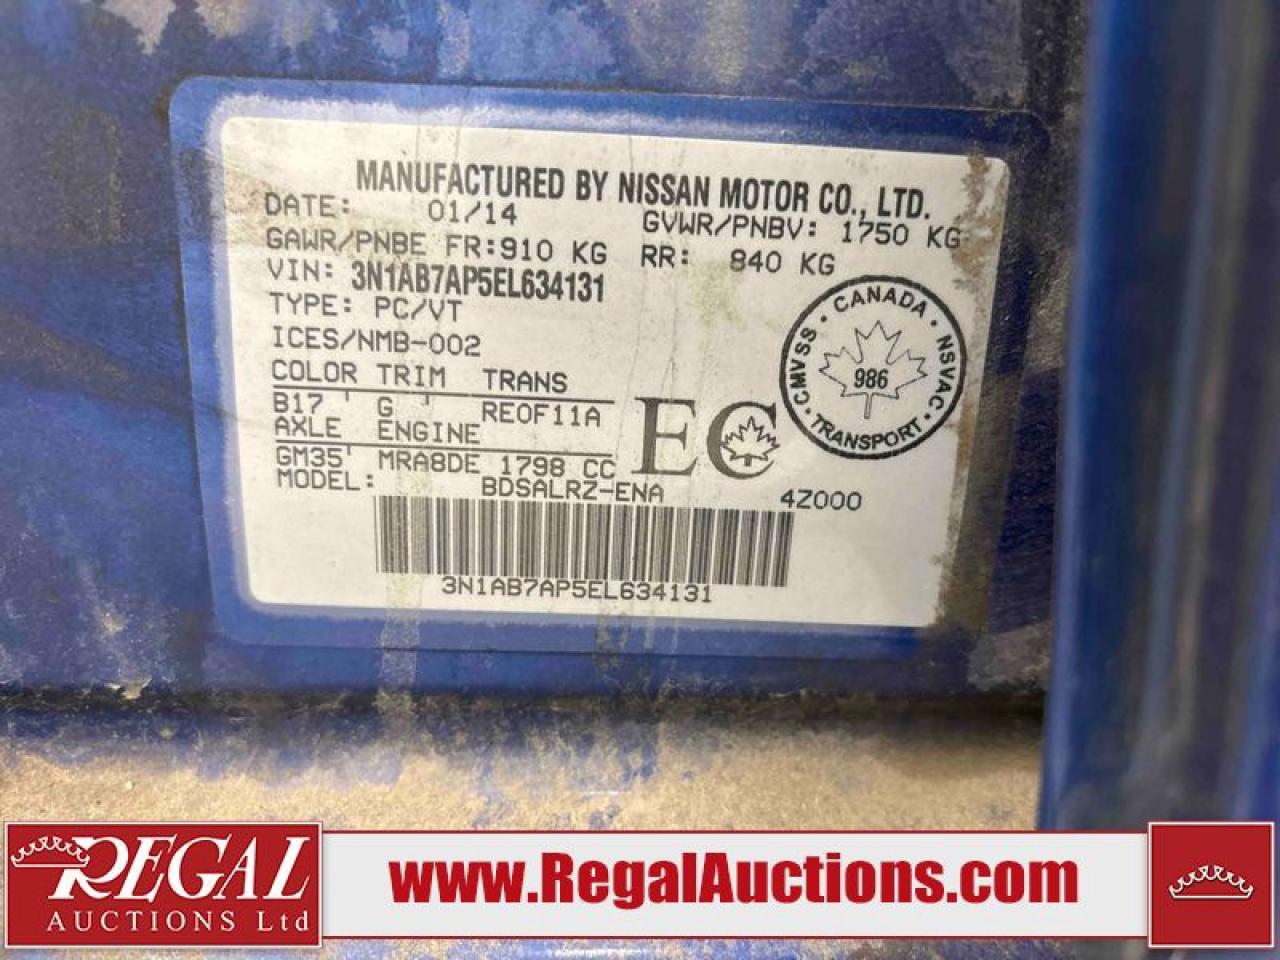 MANUFACTURED BY NISSAN MOTOR CO., LTD.
DATE: 01/14 GVWR/PNBV: 1750 KG
GAWR/PNBE FR:910 KG RR: 840 KG
VIN: 3N1AB7AP5EL634131
TYPE: PC/VT
ICES/NMB-002
COLOR TRIM TRANS
B17 ' G ' RE0F11A
AXLE ENGINE
GM35' MRA8DE 1798 CC
MODEL: BDSALRZ-ENA
EC
4Z000
CANADA · NSVAC · TRANSPORT · CMVSS ·
986
3N1AB7AP5EL634131
REGAL
AUCTIONS Ltd
www.RegalAuctions.com